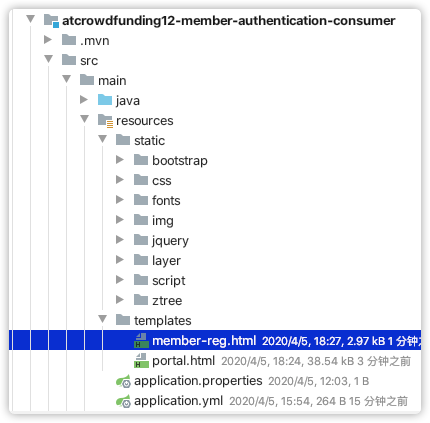 atcrowdfunding12-member-authentication-consumer
.mvn
src
main
java
resources
static
bootstrap
css
fonts
img
jquery
layer
script
ztree
templates
member-reg.html 2020/4/5, 18:27, 2.97 kB 1 分钟之
portal.html 2020/4/5, 18:24, 38.54 kB 3 分钟之前
application.properties 2020/4/5, 12:03, 1 B
application.yml 2020/4/5, 15:54, 264 B 15 分钟之前